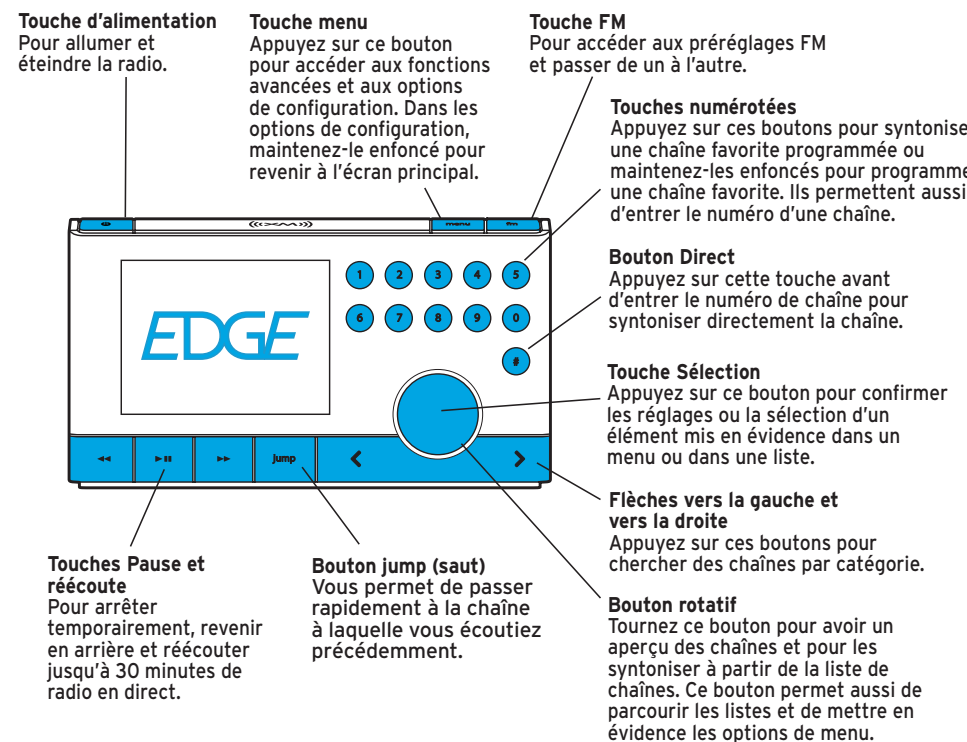 Touche d'alimentation
Pour allumer et
éteindre la radio.
Touche menu
Appuyez sur ce bouton
pour accéder aux fonctions
avancées et aux options
de configuration. Dans les
options de configuration,
maintenez-le enfoncé pour
revenir à l'écran principal.
Touche FM
Pour accéder aux préréglages FM
et passer de un à l'autre.
Touches numérotées
Appuyez sur ces boutons pour syntonise
une chaîne favorite programmée ou
maintenez-les enfoncés pour programme
une chaîne favorite. Ils permettent aussi
d'entrer le numéro d'une chaîne.
Bouton Direct
Appuyez sur cette touche avant
d'entrer le numéro de chaîne pour
syntoniser directement la chaîne.
Touche Sélection
Appuyez sur ce bouton pour confirmer
les réglages ou la sélection d'un
élément mis en évidence dans un
menu ou dans une liste.
Flèches vers la gauche et
vers la droite
Appuyez sur ces boutons pour
chercher des chaînes par catégorie.
Bouton rotatif
Tournez ce bouton pour avoir un
aperçu des chaînes et pour les
syntoniser à partir de la liste de
chaînes. Ce bouton permet aussi de
parcourir les listes et de mettre en
évidence les options de menu.
((XM))
menu
fm
EDGE
1 2 3 4 5
6 7 8 9 0
#
jump
Touches Pause et
réécoute
Pour arrêter
temporairement, revenir
en arrière et réécouter
jusqu'à 30 minutes de
radio en direct.
Bouton jump (saut)
Vous permet de passer
rapidement à la chaîne
à laquelle vous écoutiez
précédemment.